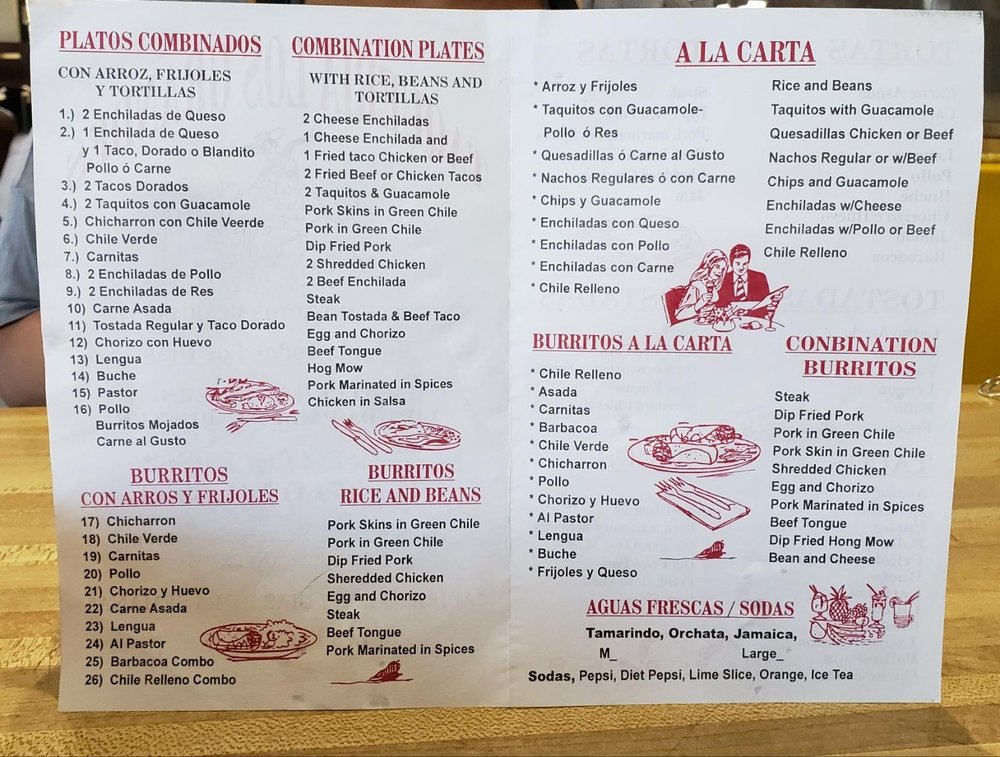 PLATOS COMBINADOS
CON ARROZ, FRIJOLES
Y TORTILLAS
1.) 2 Enchiladas de Queso
2.) 1 Enchilada de Queso
y 1 Taco, Dorado o Blandito
Pollo ó Carne
3.) 2 Tacos Dorados
4.) 2 Taquitos con Guacamole
5.) Chicharron con Chile Veerde
6.) Chile Verde
7.) Carnitas
8.) 2 Enchiladas de Pollo
9.) 2 Enchiladas de Res
10) Carne Asada
11) Tostada Regular y Taco Dorado
12) Chorizo con Huevo
13) Lengua
14) Buche
15) Pastor
16) Pollo
Burritos Mojados
Carne al Gusto
COMBINATION PLATES
WITH RICE, BEANS AND
TORTILLAS
2 Cheese Enchiladas
1 Cheese Enchilada and
1 Fried taco Chicken or Beef
2 Fried Beef or Chicken Tacos
2 Taquitos & Guacamole
Pork Skins in Green Chile
Pork in Green Chile
Dip Fried Pork
2 Shredded Chicken
2 Beef Enchilada
Steak
Bean Tostada & Beef Taco
Egg and Chorizo
Beef Tongue
Hog Mow
Pork Marinated in Spices
Chicken in Salsa
BURRITOS
CON ARROS Y FRIJOLES
17) Chicharron
18) Chile Verde
19) Carnitas
20) Pollo
21) Chorizo y Huevo
22) Carne Asada
23) Lengua
24) Al Pastor
25) Barbacoa Combo
26) Chile Relleno Combo
BURRITOS
RICE AND BEANS
Pork Skins in Green Chile
Pork in Green Chile
Dip Fried Pork
Sheredded Chicken
Egg and Chorizo
Steak
Beef Tongue
Pork Marinated in Spices
A LA CARTA
* Arroz y Frijoles
* Taquitos con Guacamole-
Pollo ó Res
* Quesadillas ó Carne al Gusto
* Nachos Regulares ó con Carne
* Chips y Guacamole
* Enchiladas con Queso
* Enchiladas con Pollo
* Enchiladas con Carne
* Chile Relleno
Rice and Beans
Taquitos with Guacamole
Quesadillas Chicken or Beef
Nachos Regular or w/Beef
Chips and Guacamole
Enchiladas w/Cheese
Enchiladas w/Pollo or Beef
Chile Relleno
BURRITOS A LA CARTA
* Chile Relleno
* Asada
* Carnitas
* Barbacoa
* Chile Verde
* Chicharron
* Pollo
* Chorizo y Huevo
* Al Pastor
* Lengua
* Buche
* Frijoles y Queso
CONBINATION
BURRITOS
Steak
Dip Fried Pork
Pork in Green Chile
Pork Skin in Green Chile
Shredded Chicken
Egg and Chorizo
Pork Marinated in Spices
Beef Tongue
Dip Fried Hong Mow
Bean and Cheese
AGUAS FRESCAS / SODAS
Tamarindo, Orchata, Jamaica,
M_ Large_
Sodas, Pepsi, Diet Pepsi, Lime Slice, Orange, Ice Tea